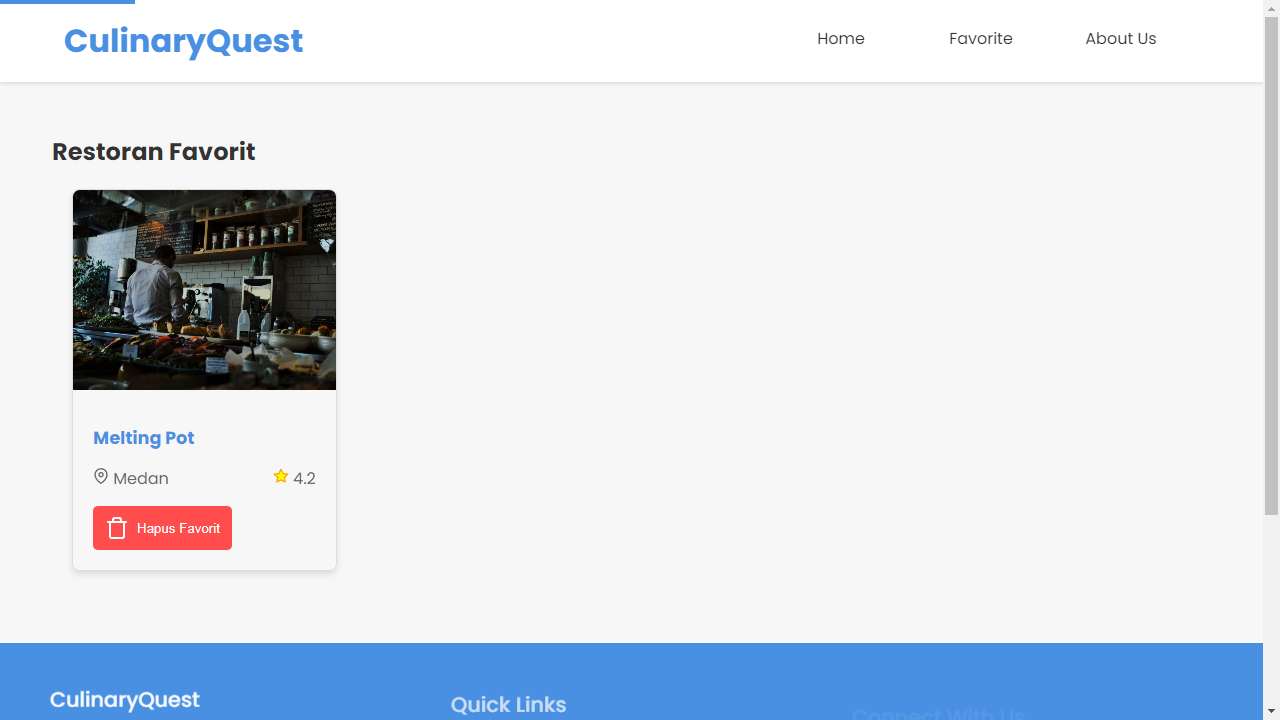 CulinaryQuest
Home
Favorite
About Us
Restoran Favorit
Melting Pot
Medan
4.2
Hapus Favorit
CulinaryQuest
Quick Links
Connect With Us